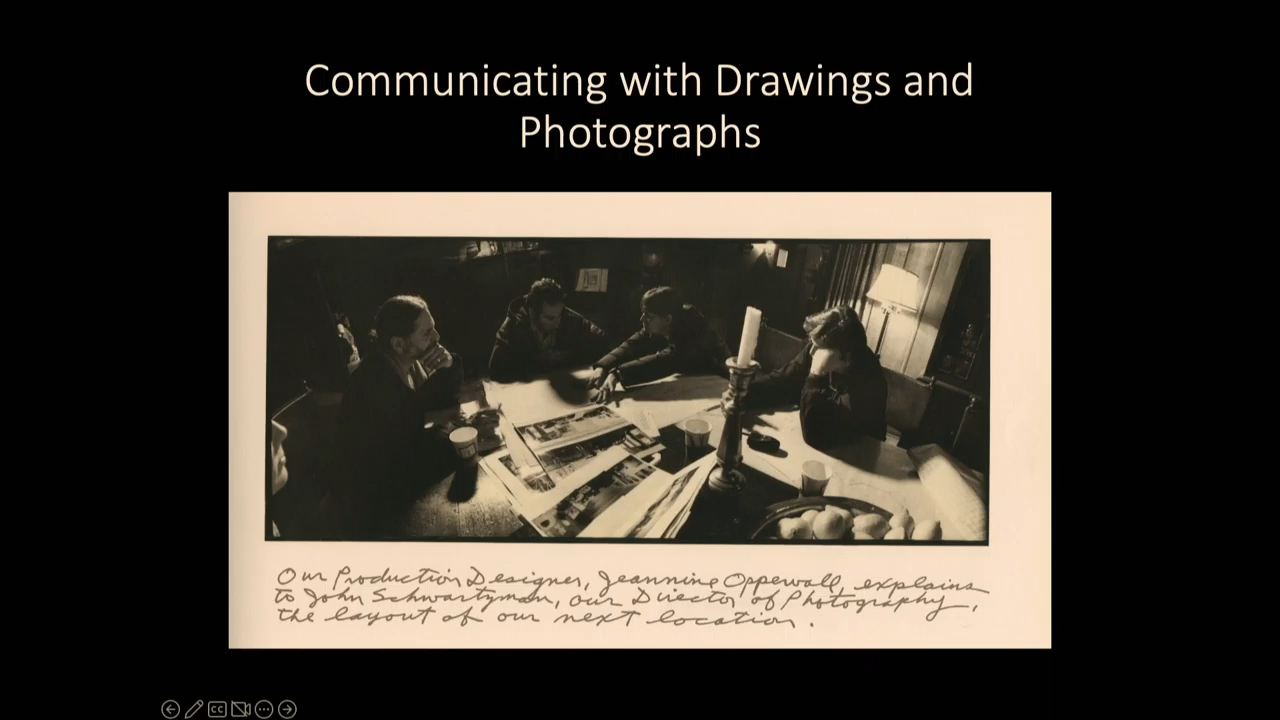 Communicating with Drawings and
Photographs
Our Production Designer, Jeannine Oppewall, explains
to John Schwartzman, our Director of Photography,
the layout of our next location.
CC